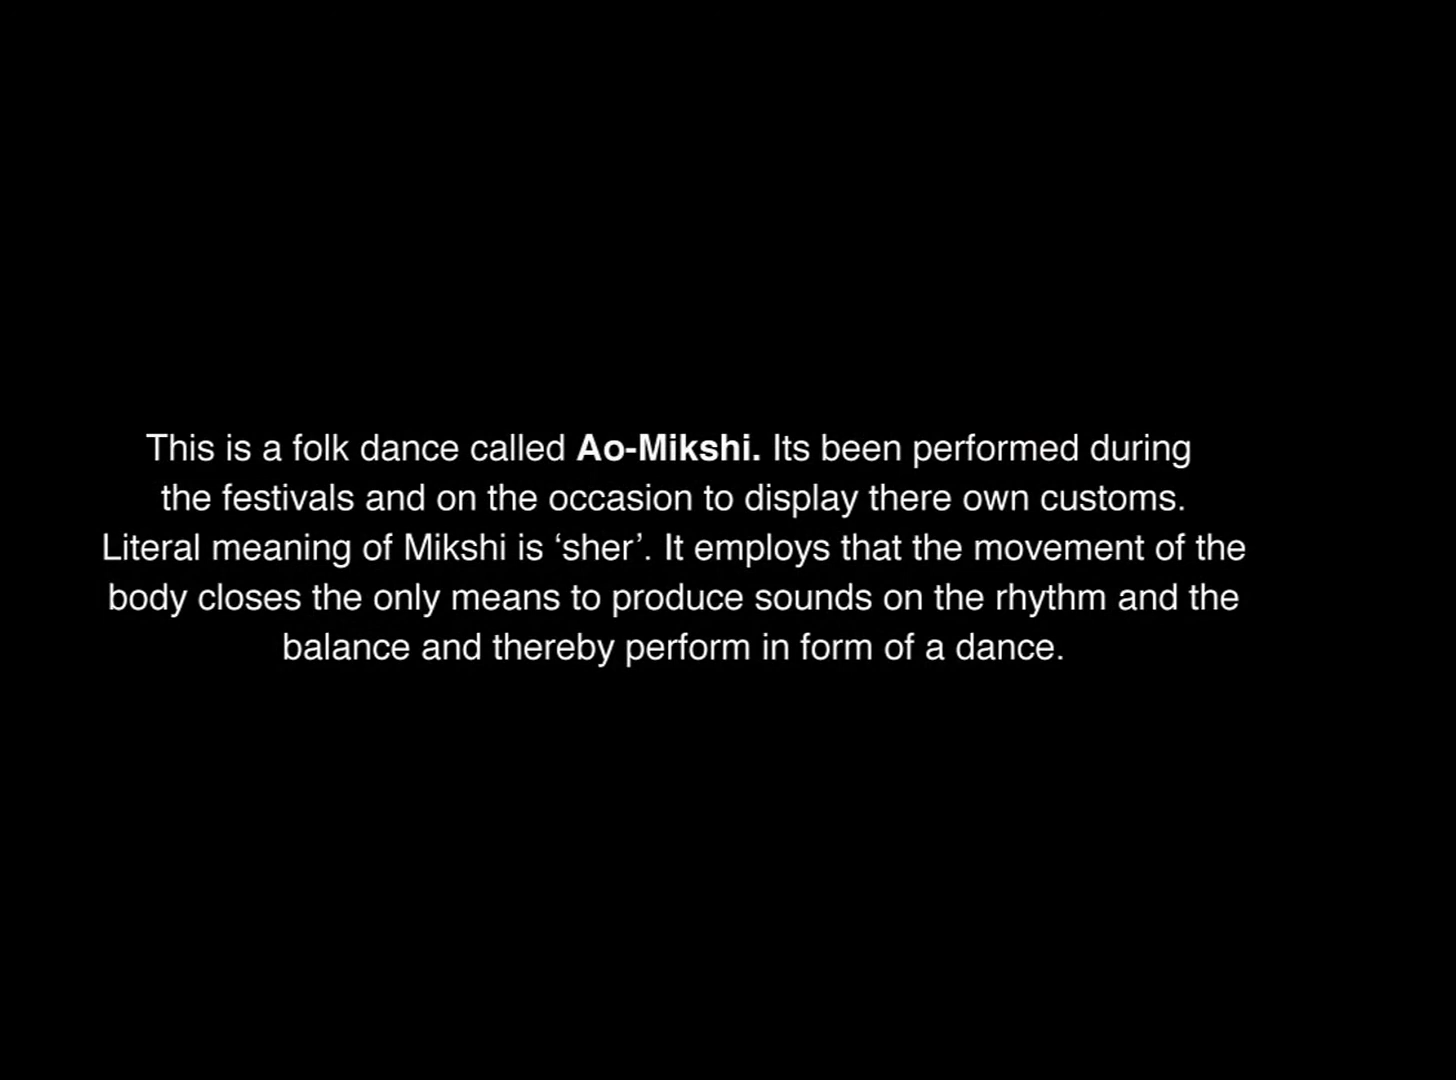 This is a folk dance called Ao-Mikshi. Its been performed during
the festivals and on the occasion to display there own customs.
Literal meaning of Mikshi is ‘sher’. It employs that the movement of the
body closes the only means to produce sounds on the rhythm and the
balance and thereby perform in form of a dance.